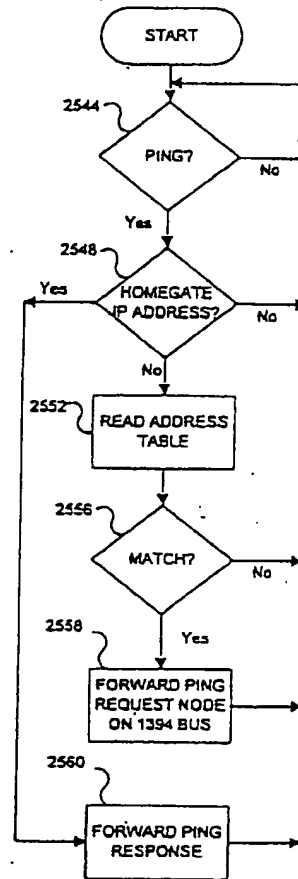 START
2544
PING?
No
Yes
2548
Yes
HOMEGATE
IP ADDRESS?
No
No
2552
READ ADDRESS
TABLE
2556
MATCH?
No
Yes
2558
FORWARD PING
REQUEST NODE
ON 1394 BUS
2560
FORWARD PING
RESPONSE